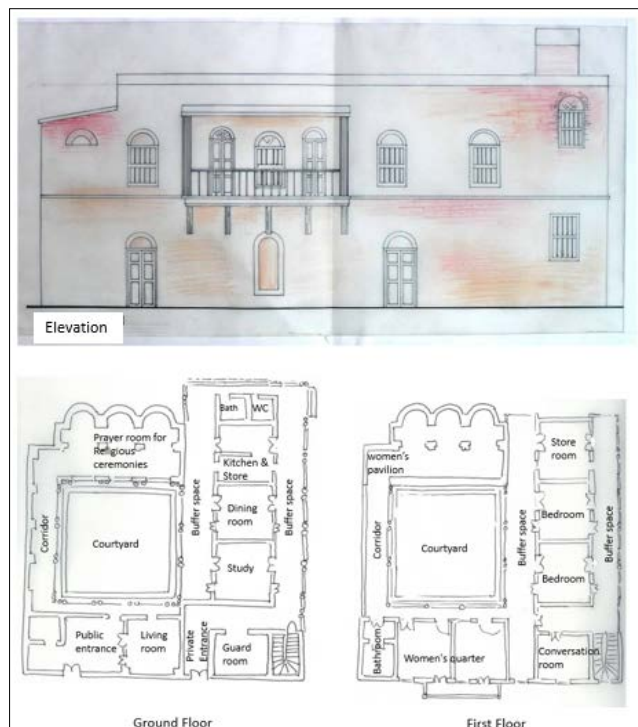 Elevation
Bath
WC
Prayer room for
Religious
ceremonies
Kitchen &
Store
Buffer space
Buffer space
Dining
room
Corridor
Courtyard
Study
Public
entrance
Living
room
Private
Entrance
Guard
room
Ground Floor
Store
room
women's
pavilion
Buffer space
Buffer space
Bedroom
Corridor
Courtyard
Bedroom
Bathroom
Women's quarter
Conversation
room
First Floor